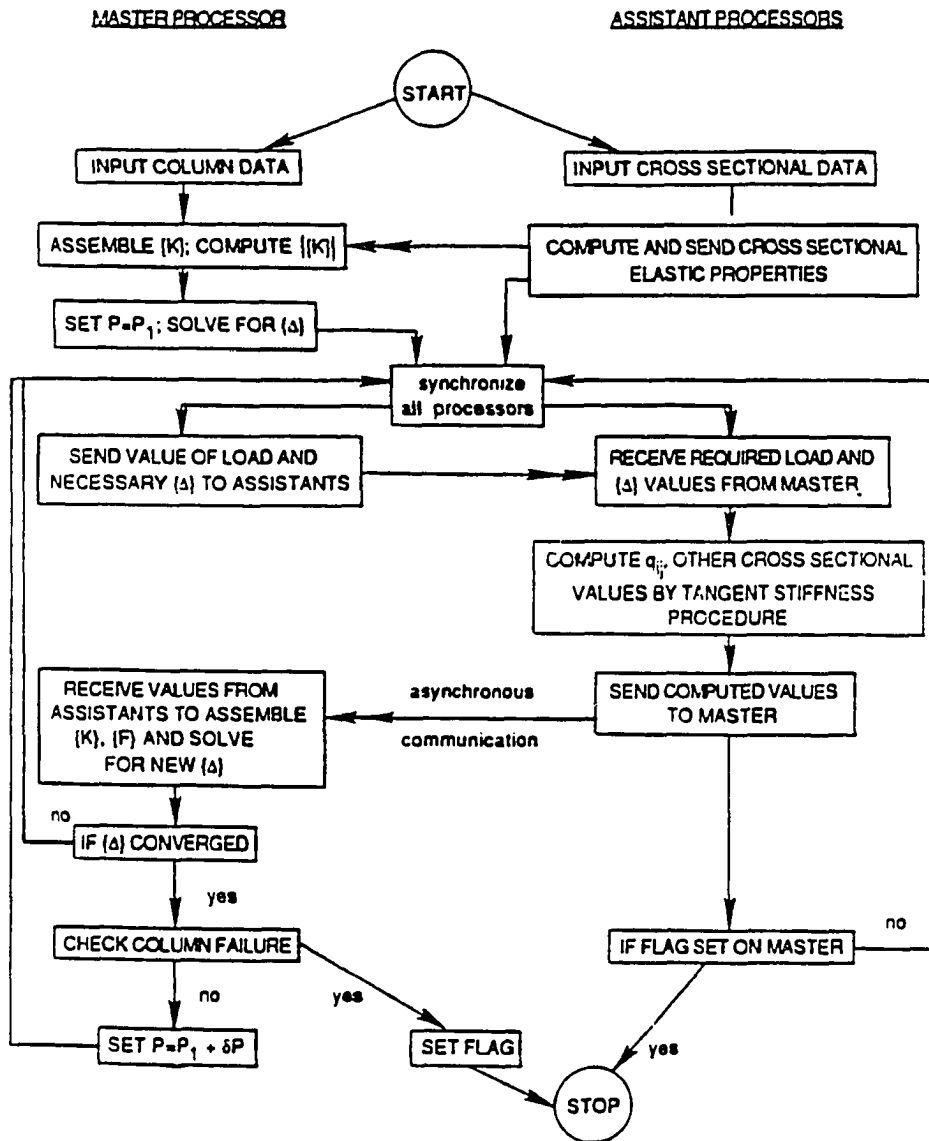 MASTER PROCESSOR
ASSISTANT PROCESSORS
START
INPUT COLUMN DATA
INPUT CROSS SECTIONAL DATA
ASSEMBLE [K]; COMPUTE |[K]|
COMPUTE AND SEND CROSS SECTIONAL
ELASTIC PROPERTIES
SET P=P₁; SOLVE FOR {Δ}
synchronize
all processors
SEND VALUE OF LOAD AND
NECESSARY {Δ} TO ASSISTANTS
RECEIVE REQUIRED LOAD AND
{Δ} VALUES FROM MASTER.
COMPUTE qᵢⱼ, OTHER CROSS SECTIONAL
VALUES BY TANGENT STIFFNESS
PROCEDURE
RECEIVE VALUES FROM
ASSISTANTS TO ASSEMBLE
[K], {F} AND SOLVE
FOR NEW {Δ}
asynchronous
communication
SEND COMPUTED VALUES
TO MASTER
no
IF {Δ} CONVERGED
yes
CHECK COLUMN FAILURE
no
yes
SET P=P₁ + δP
SET FLAG
IF FLAG SET ON MASTER
no
yes
STOP